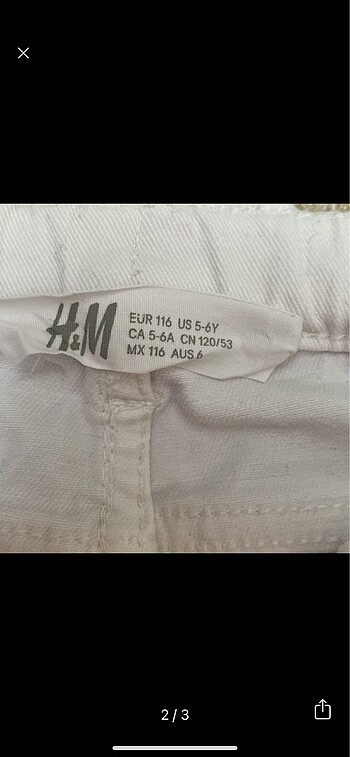 H&M
EUR 116 US 5-6Y
CA 5-6A CN 120/53
MX 116 AUS 6
2/3